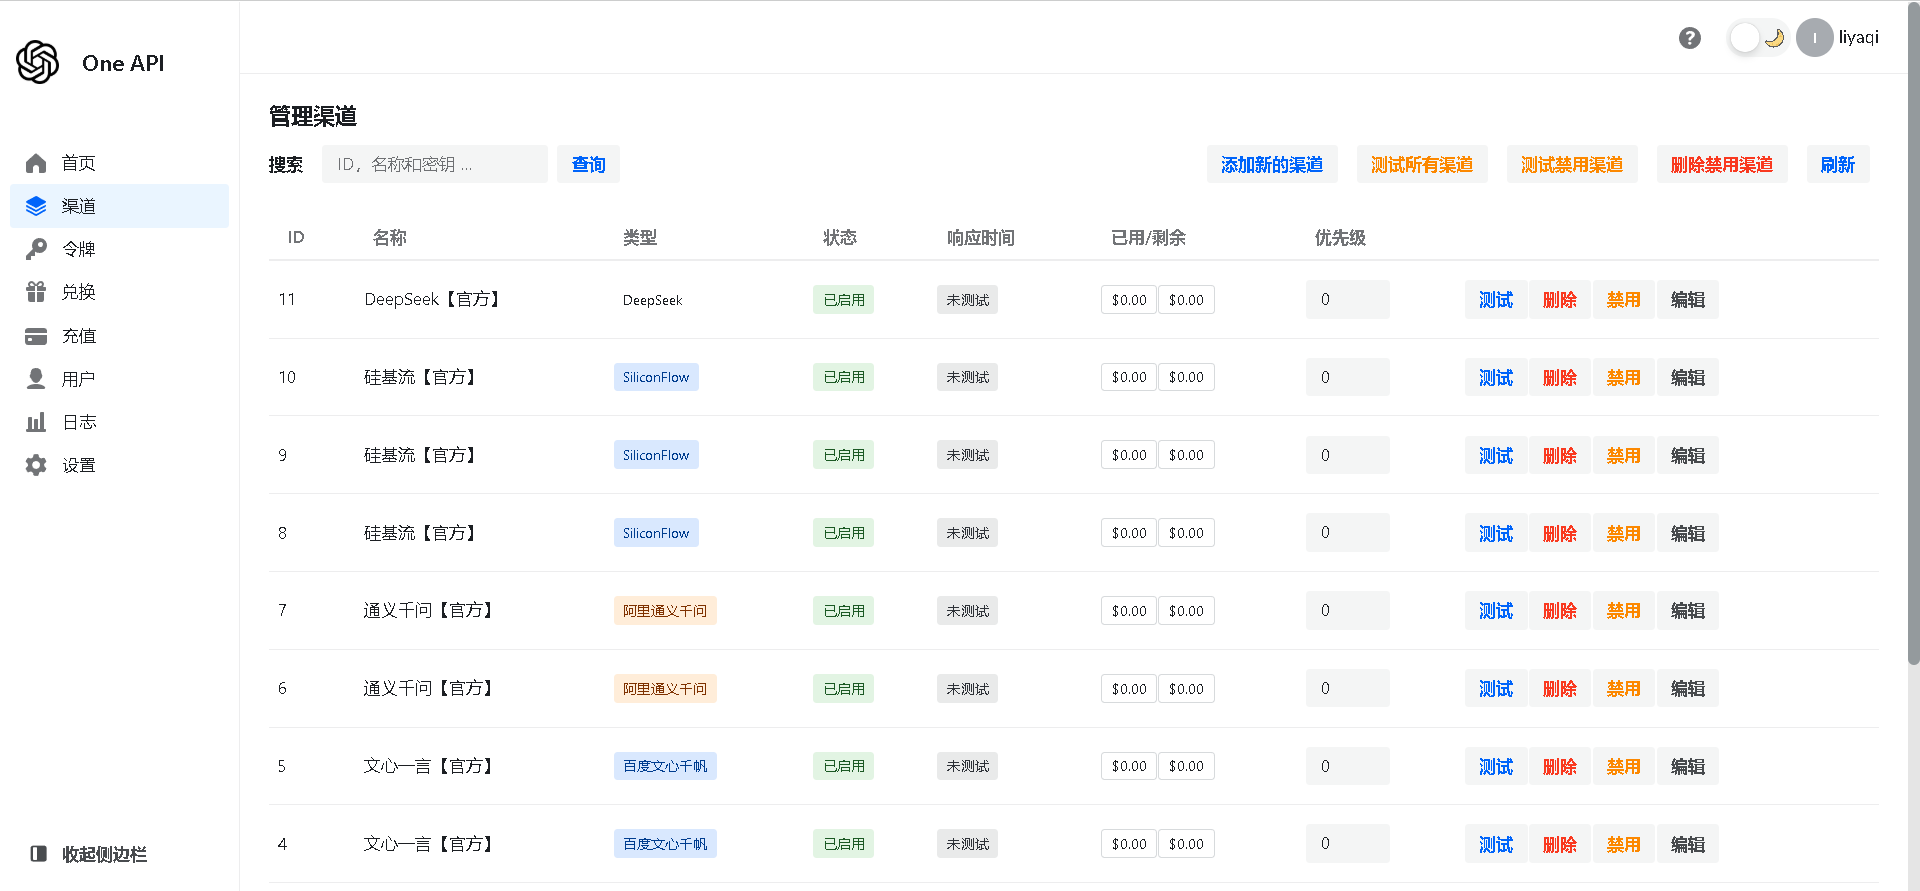 One API
liyaqi
首页
渠道
令牌
兑换
充值
用户
日志
设置
收起侧边栏
管理渠道
搜索 ID，名称和密钥 ... 查询 添加新的渠道 测试所有渠道 测试禁用渠道 删除禁用渠道 刷新
ID 名称 类型 状态 响应时间 已用/剩余 优先级
11 DeepSeek【官方】 DeepSeek 已启用 未测试 $0.00 $0.00 0 测试 删除 禁用 编辑
10 硅基流【官方】 SiliconFlow 已启用 未测试 $0.00 $0.00 0 测试 删除 禁用 编辑
9 硅基流【官方】 SiliconFlow 已启用 未测试 $0.00 $0.00 0 测试 删除 禁用 编辑
8 硅基流【官方】 SiliconFlow 已启用 未测试 $0.00 $0.00 0 测试 删除 禁用 编辑
7 通义千问【官方】 阿里通义千问 已启用 未测试 $0.00 $0.00 0 测试 删除 禁用 编辑
6 通义千问【官方】 阿里通义千问 已启用 未测试 $0.00 $0.00 0 测试 删除 禁用 编辑
5 文心一言【官方】 百度文心千帆 已启用 未测试 $0.00 $0.00 0 测试 删除 禁用 编辑
4 文心一言【官方】 百度文心千帆 已启用 未测试 $0.00 $0.00 0 测试 删除 禁用 编辑